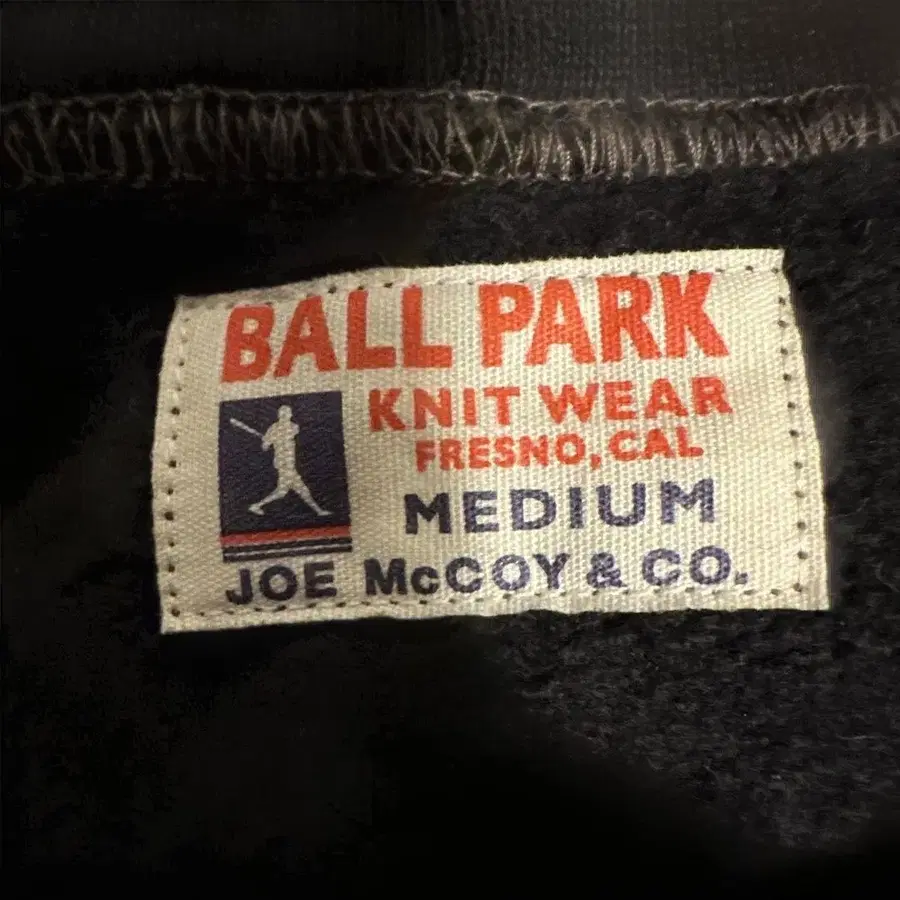 BALL PARK
KNIT WEAR
FRESNO, CAL
MEDIUM
JOE McCOY & CO.